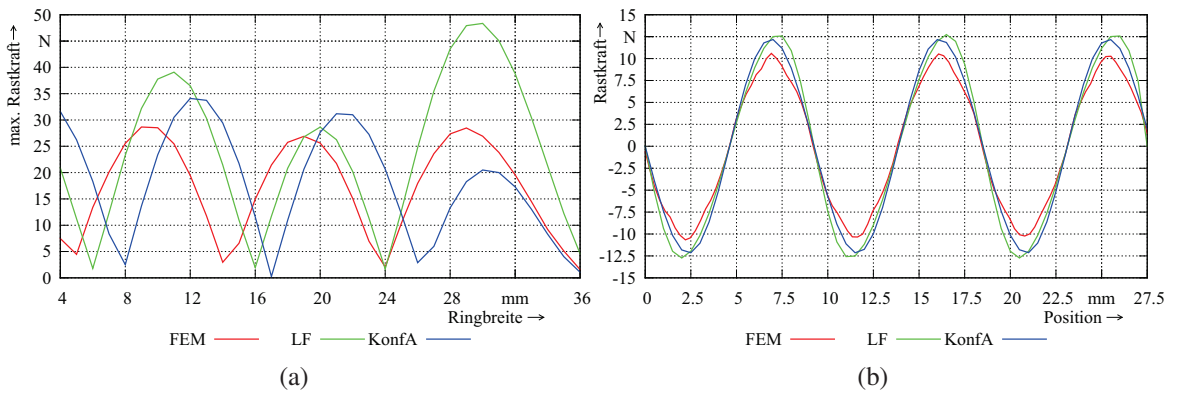 max. Rastkraft→
50
N
40
35
30
25
20
15
10
5
0
4
8
12
16
20
24
28
mm
36
Ringbreite →
FEM
LF
KonfA
(a)
Rastkraft→
15
N
10
7.5
5
2.5
0
-2.5
-5
-7.5
-10
-12.5
-15
0
2.5
5
7.5
10
12.5
15
17.5
20
22.5
mm
27.5
Position →
FEM
LF
KonfA
(b)